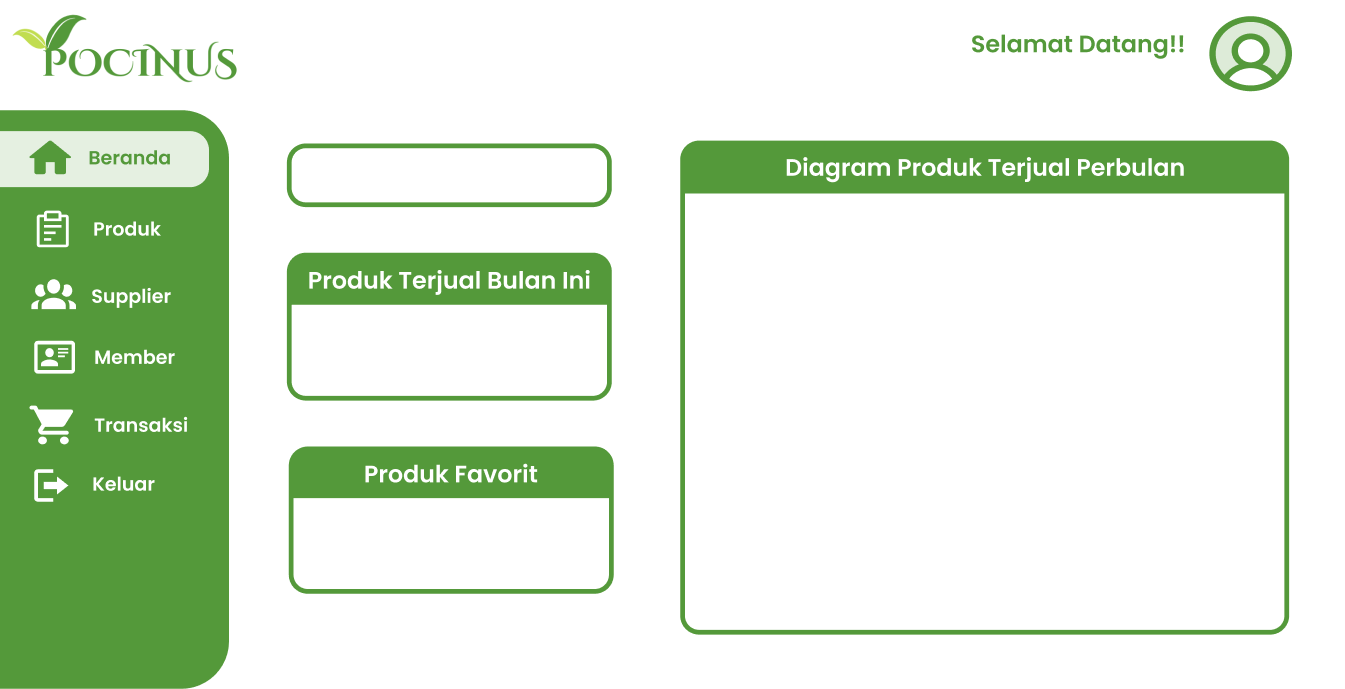 POCINUS
Selamat Datang!!
Beranda
Produk
Supplier
Member
Transaksi
Keluar
Produk Terjual Bulan Ini
Produk Favorit
Diagram Produk Terjual Perbulan